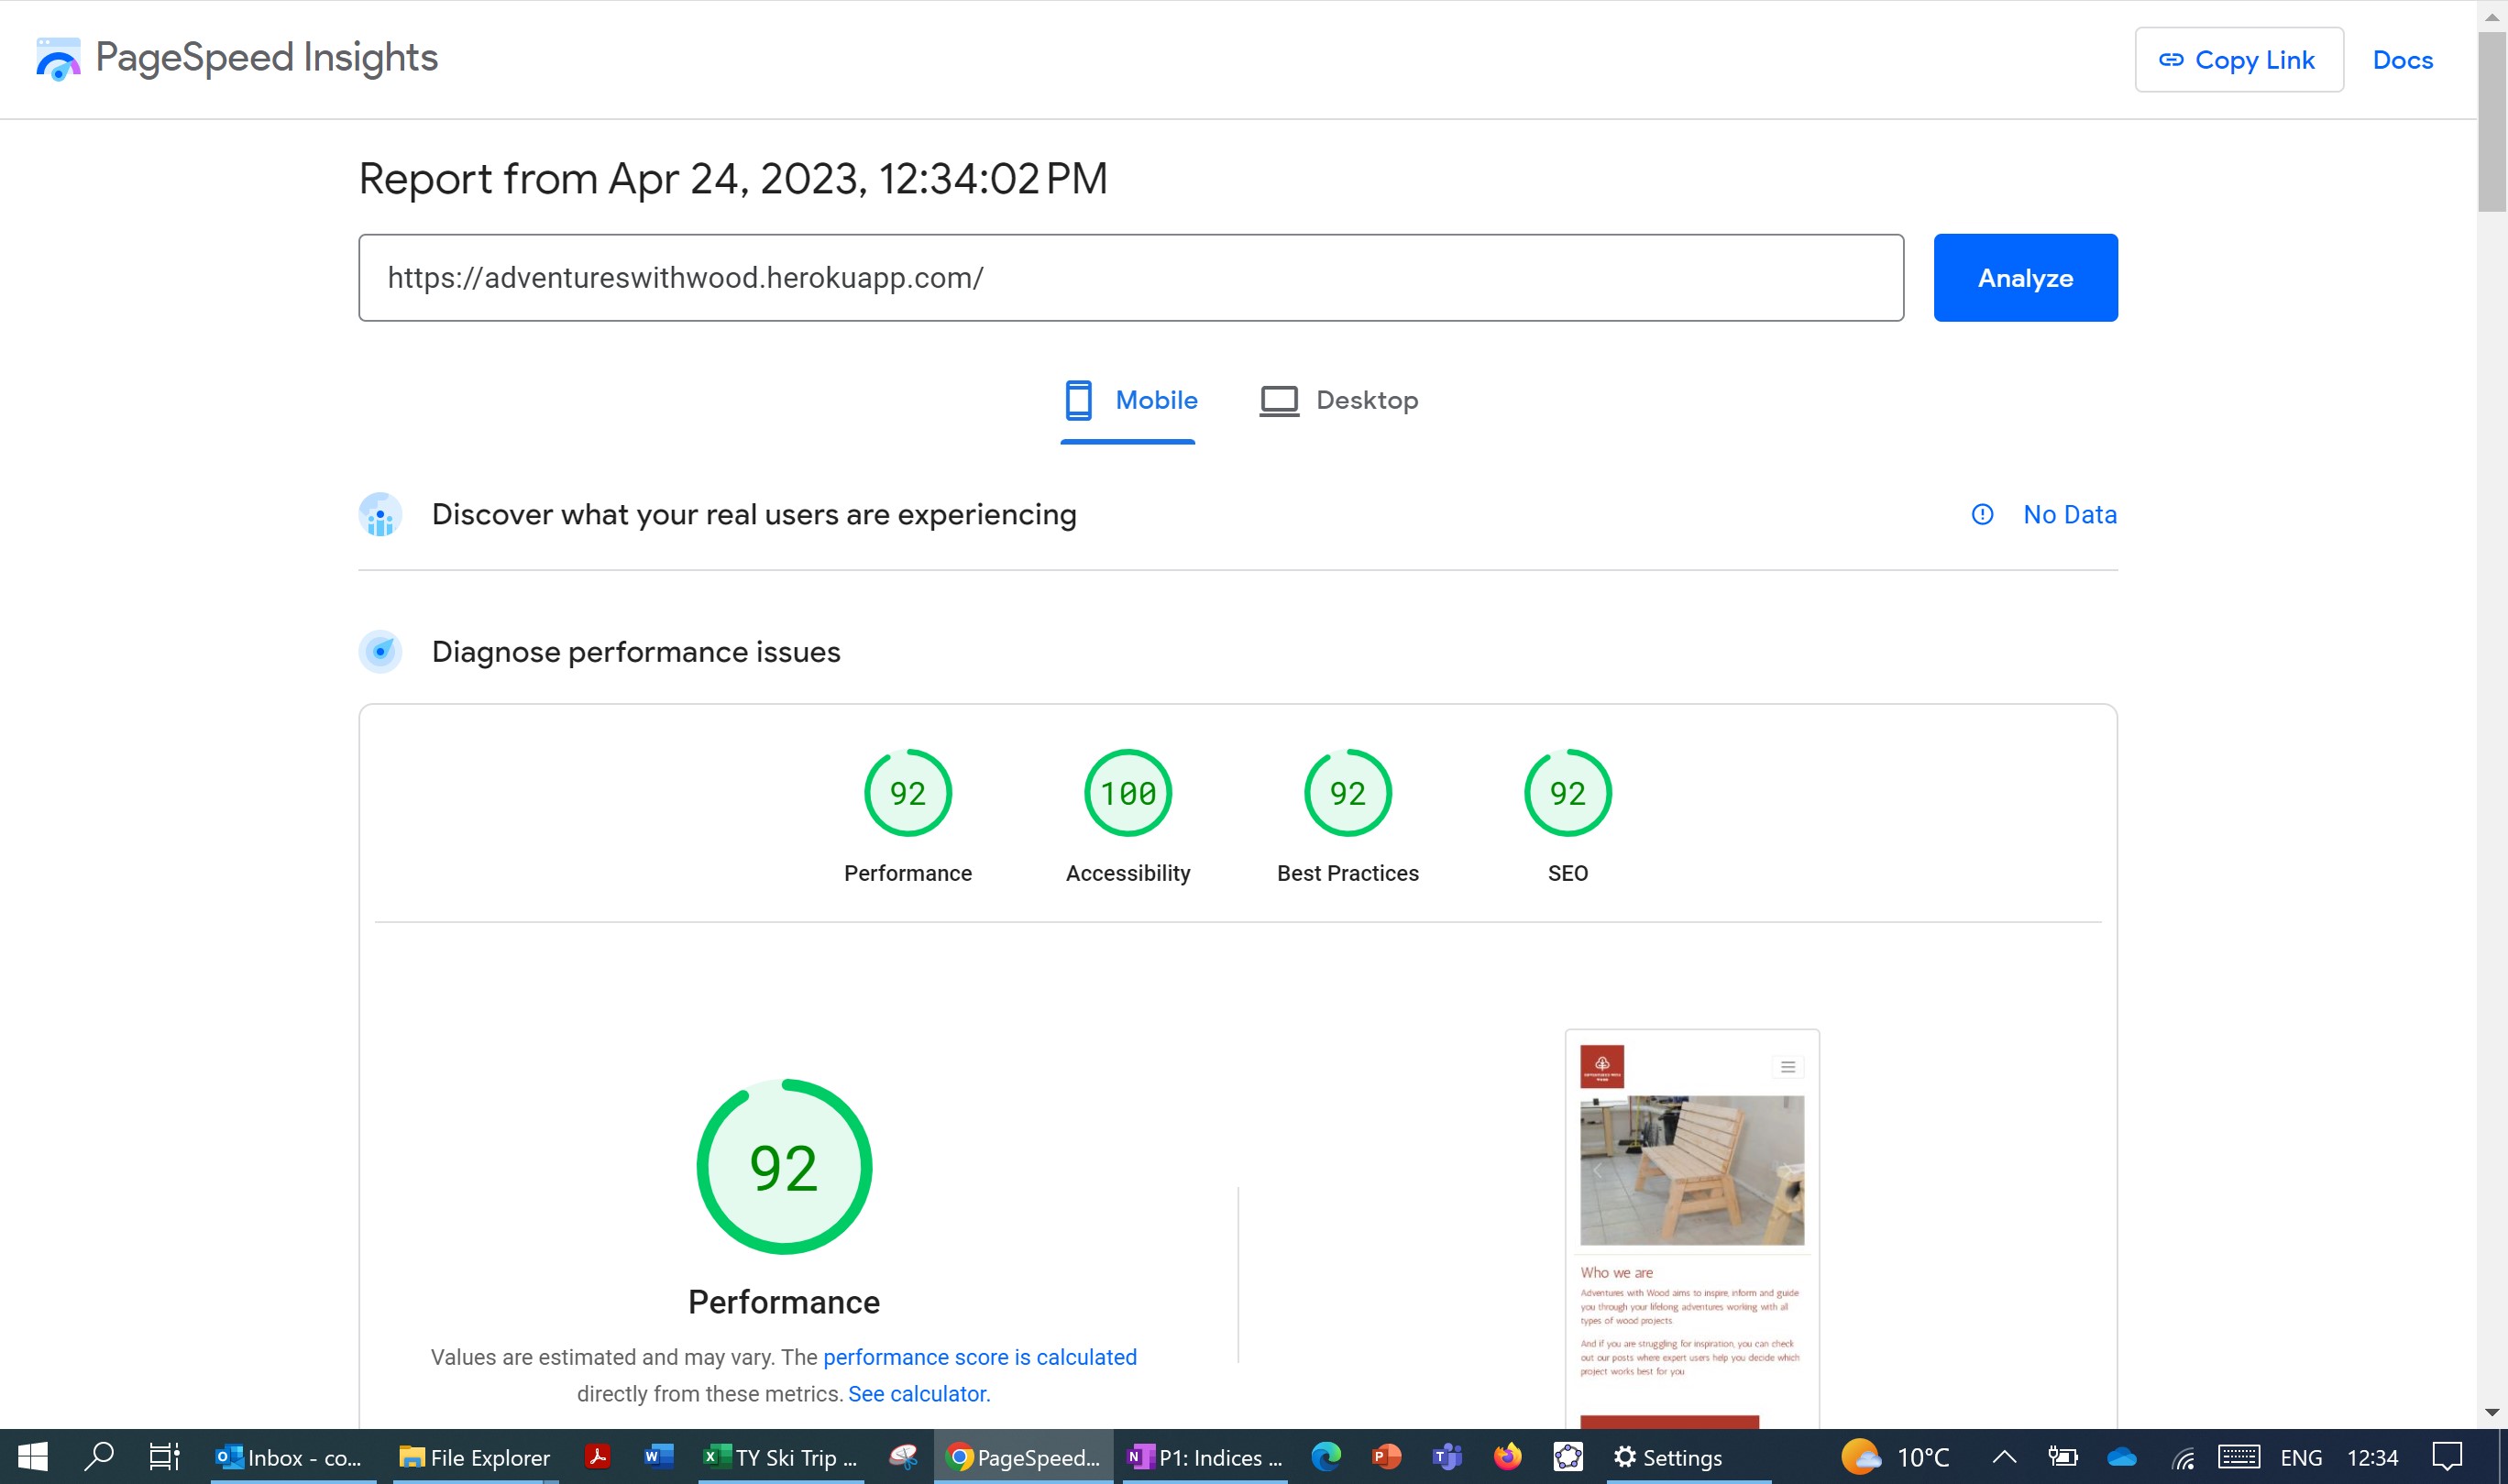 PageSpeed Insights
Copy Link
Docs
Report from Apr 24, 2023, 12:34:02 PM
https://adventureswithwood.herokuapp.com/
Analyze
Mobile
Desktop
Discover what your real users are experiencing
No Data
Diagnose performance issues
92
100
92
92
Performance
Accessibility
Best Practices
SEO
92
Performance
Values are estimated and may vary. The performance score is calculated
directly from these metrics. See calculator.
ADVENTURES WITH
WOOD
Who we are
Adventures with Wood aims to inspire, inform and guide
you through your lifelong adventures working with all
types of wood projects.
And if you are struggling for inspiration, you can check
out our posts where expert users help you decide which
project works best for you
Inbox - co...
File Explorer
TY Ski Trip ...
PageSpeed...
P1: Indices ...
Settings
10°C
ENG
12:34